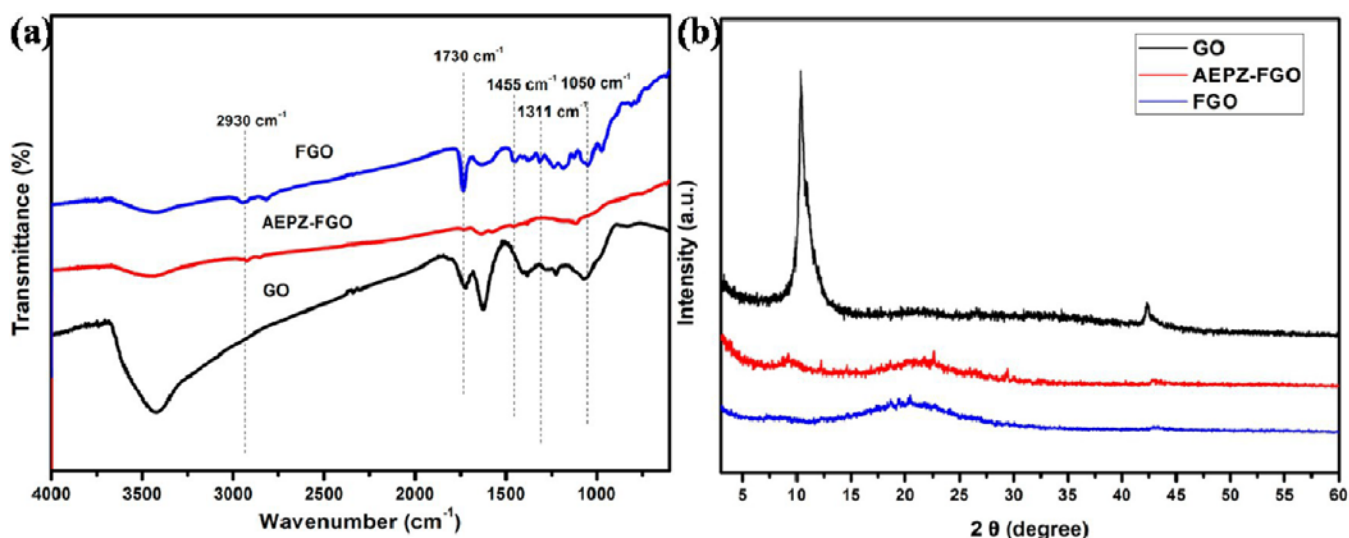 (a)
1730 cm⁻¹
1455 cm⁻¹ 1050 cm⁻¹
1311 cm⁻¹
2930 cm⁻¹
FGO
AEPZ-FGO
GO
Transmittance (%)
4000 3500 3000 2500 2000 1500 1000
Wavenumber (cm⁻¹)
(b)
GO
AEPZ-FGO
FGO
Intensity (a.u.)
5 10 15 20 25 30 35 40 45 50 55 60
2 θ (degree)